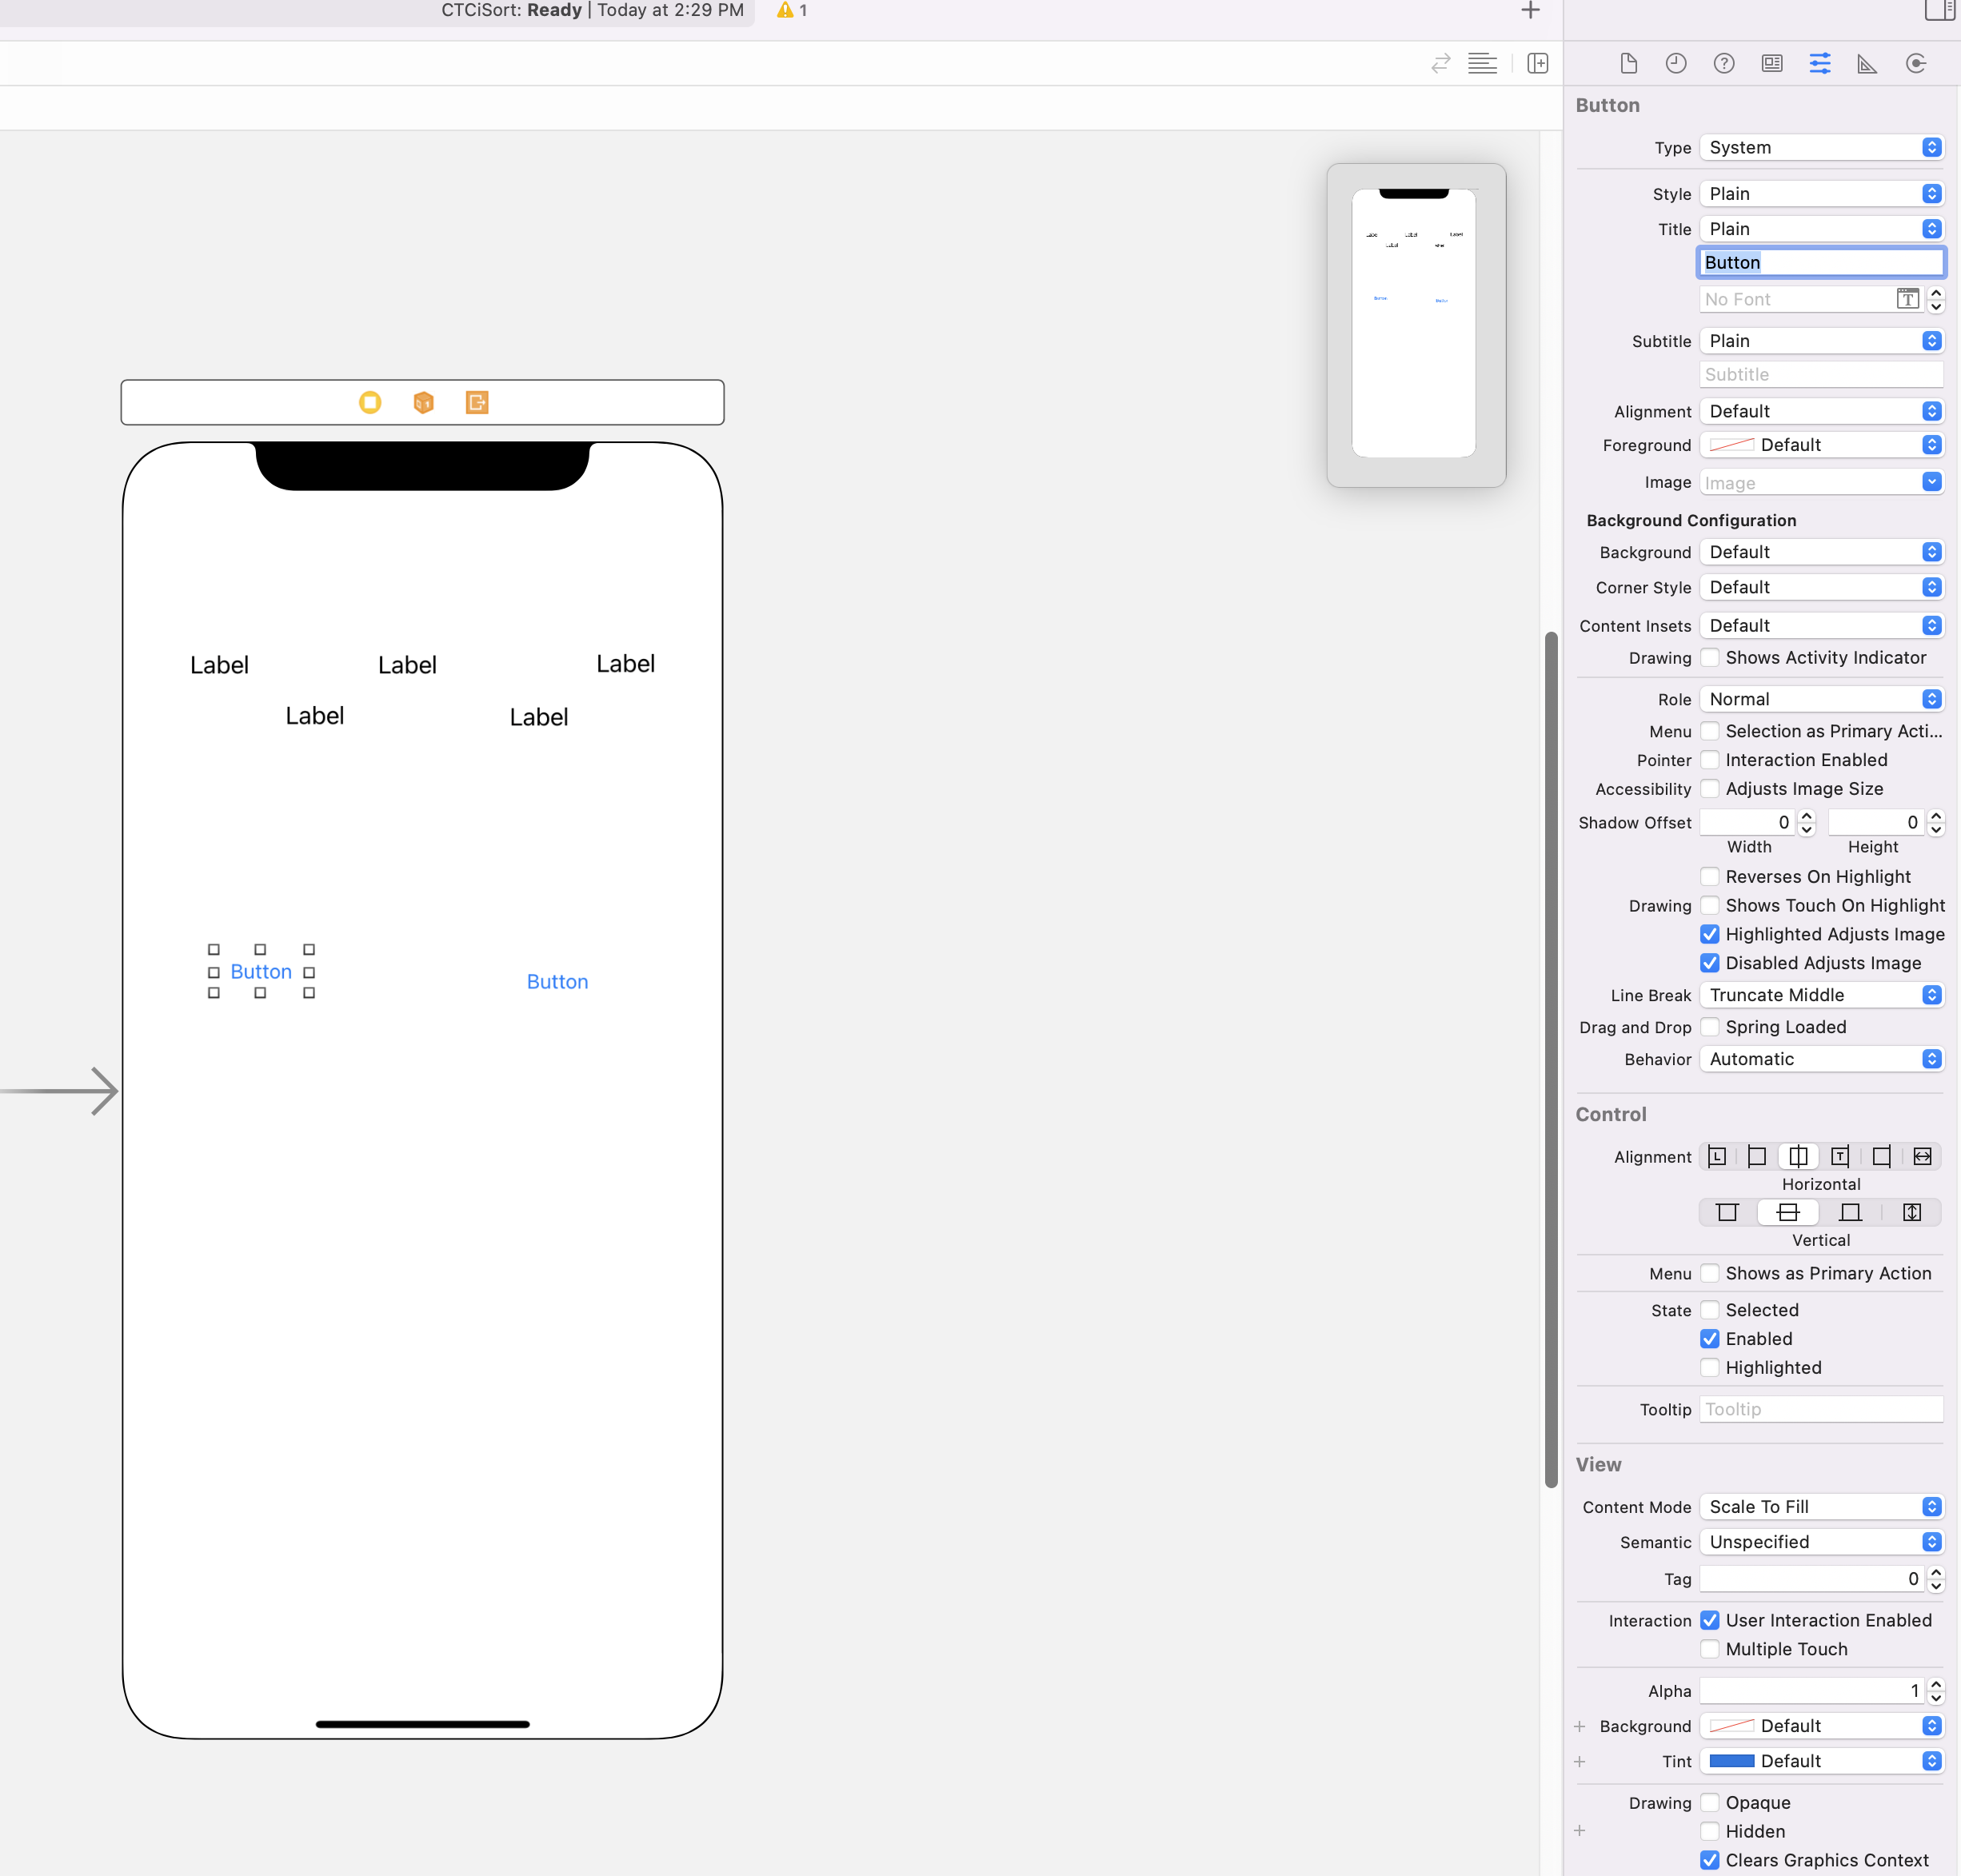 CTCiSort: Ready | Today at 2:29 PM 1
Button
Type System
Style Plain
Title Plain
Button
No Font
Subtitle Plain
Subtitle
Alignment Default
Foreground Default
Image Image
Background Configuration
Background Default
Corner Style Default
Content Insets Default
Drawing Shows Activity Indicator
Role Normal
Menu Selection as Primary Acti...
Pointer Interaction Enabled
Accessibility Adjusts Image Size
Shadow Offset 0 0
Width Height
Reverses On Highlight
Drawing Shows Touch On Highlight
Highlighted Adjusts Image
Disabled Adjusts Image
Line Break Truncate Middle
Drag and Drop Spring Loaded
Behavior Automatic
Control
Alignment
Horizontal
Vertical
Menu Shows as Primary Action
State Selected
Enabled
Highlighted
Tooltip Tooltip
View
Content Mode Scale To Fill
Semantic Unspecified
Tag 0
Interaction User Interaction Enabled
Multiple Touch
Alpha 1
Background Default
Tint Default
Drawing Opaque
Hidden
Clears Graphics Context
Label Label Label
Label Label
Button Button